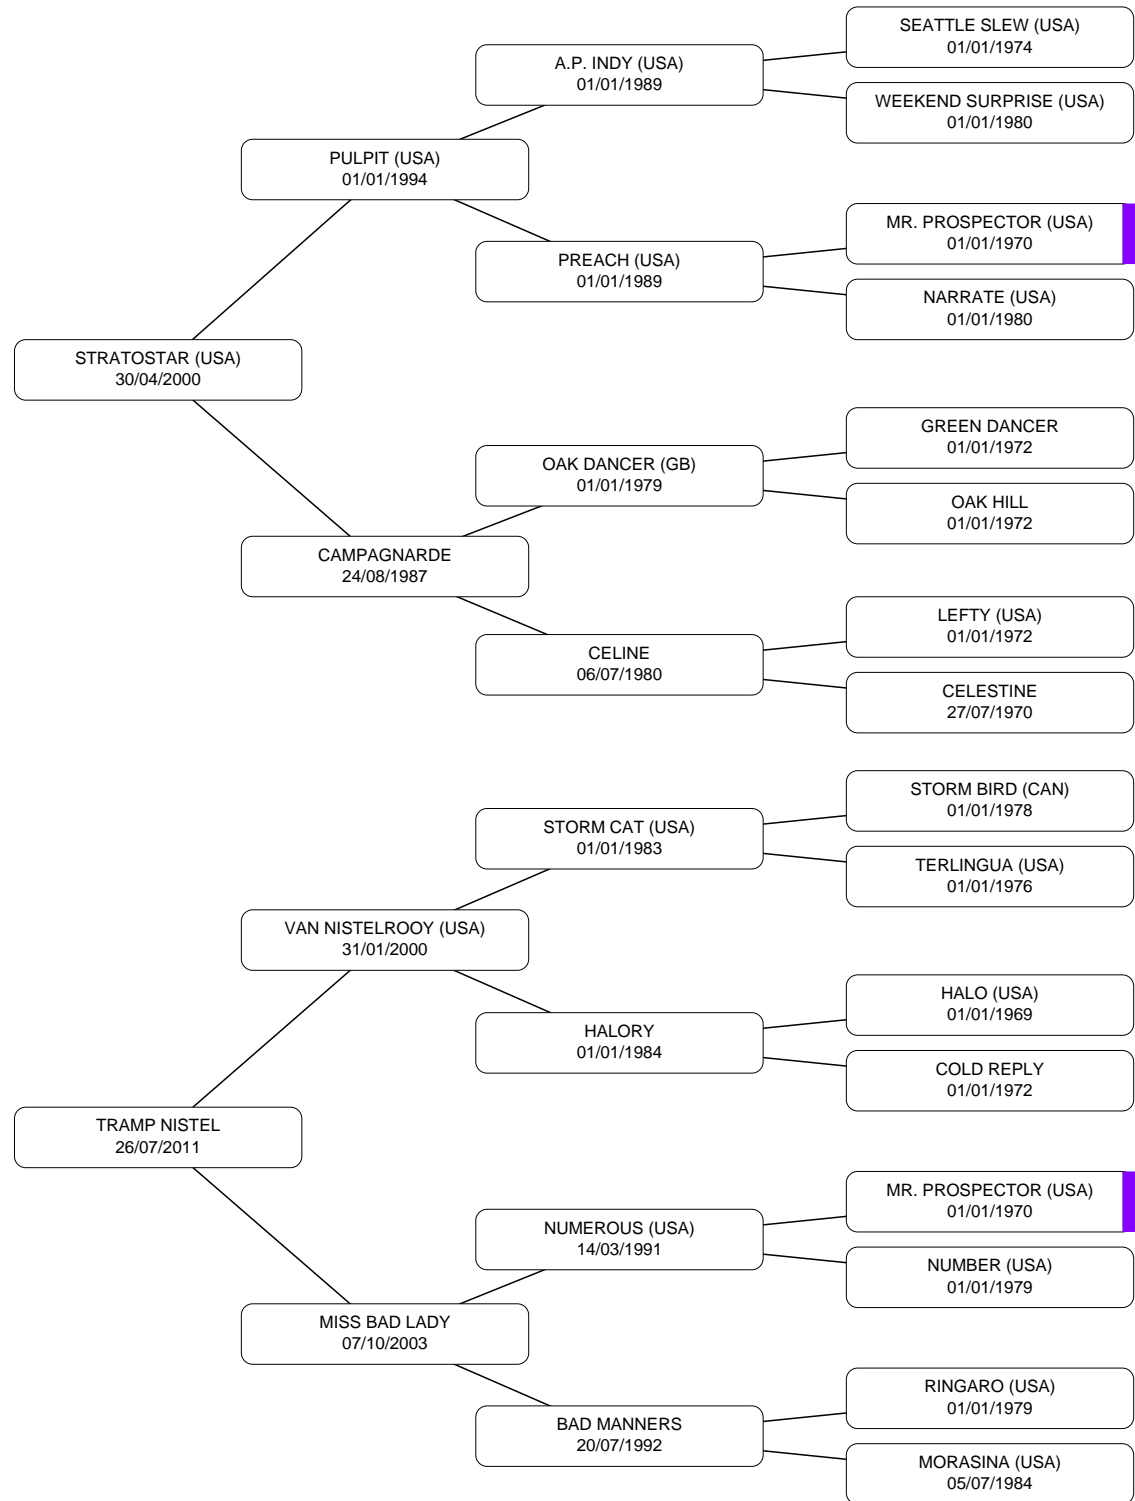 SEATTLE SLEW (USA)
01/01/1974
A.P. INDY (USA)
01/01/1989
WEEKEND SURPRISE (USA)
01/01/1980
PULPIT (USA)
01/01/1994
MR. PROSPECTOR (USA)
01/01/1970
PREACH (USA)
01/01/1989
NARRATE (USA)
01/01/1980
STRATOSTAR (USA)
30/04/2000
GREEN DANCER
01/01/1972
OAK DANCER (GB)
01/01/1979
OAK HILL
01/01/1972
CAMPAGNARDE
24/08/1987
LEFTY (USA)
01/01/1972
CELINE
06/07/1980
CELESTINE
27/07/1970
STORM BIRD (CAN)
01/01/1978
STORM CAT (USA)
01/01/1983
TERLINGUA (USA)
01/01/1976
VAN NISTELROOY (USA)
31/01/2000
HALO (USA)
01/01/1969
HALORY
01/01/1984
COLD REPLY
01/01/1972
TRAMP NISTEL
26/07/2011
MR. PROSPECTOR (USA)
01/01/1970
NUMEROUS (USA)
14/03/1991
NUMBER (USA)
01/01/1979
MISS BAD LADY
07/10/2003
RINGARO (USA)
01/01/1979
BAD MANNERS
20/07/1992
MORASINA (USA)
05/07/1984